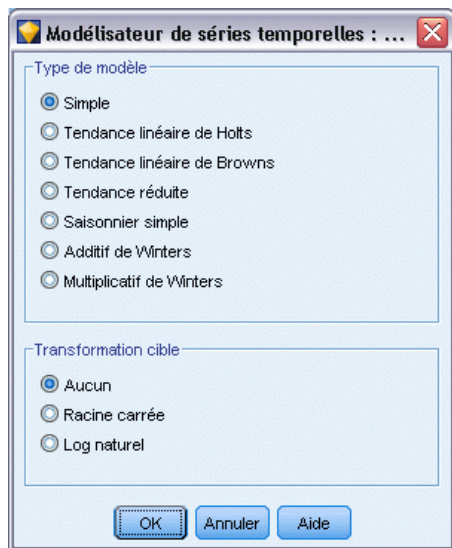 Modélisateur de séries temporelles : ...
Type de modèle
Simple
Tendance linéaire de Holts
Tendance linéaire de Browns
Tendance réduite
Saisonnier simple
Additif de Winters
Multiplicatif de Winters
Transformation cible
Aucun
Racine carrée
Log naturel
OK Annuler Aide